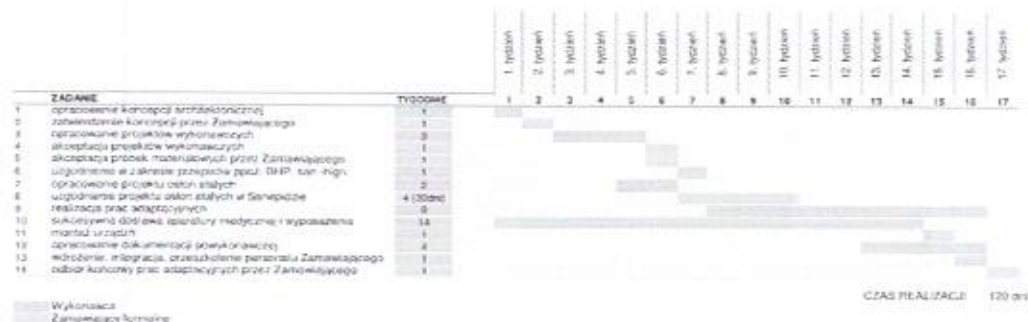 1. tydzień 2. tydzień 3. tydzień 4. tydzień 5. tydzień 6. tydzień 7. tydzień 8. tydzień 9. tydzień 10. tydzień 11. tydzień 12. tydzień 13. tydzień 14. tydzień 15. tydzień 16. tydzień 17. tydzień
ZADANIE TYGODNIE 1 2 3 4 5 6 7 8 9 10 11 12 13 14 15 16 17
1 opracowanie koncepcji architektonicznej 1
2 zatwierdzenie koncepcji przez Zamawiającego 1
3 opracowanie projektów wykonawczych 3
4 akceptacja projektów wykonawczych 1
5 akceptacja próbek materiałowych przez Zamawiającego 1
6 uzgodnienie w zakresie przepisów ppoż. BHP, san.-hig. 1
7 opracowanie projektu osłon stałych 2
8 uzgodnienie projektu osłon stałych w Sanepidzie 4 (30dni)
9 realizacja prac adaptacyjnych 9
10 sukcesywna dostawa aparatury medycznej i wyposażenia 14
11 montaż urządzeń 1
12 opracowanie dokumentacji powykonawczej 4
13 wdrożenie, integracja, przeszkolenie personelu Zamawiającego 1
14 odbiór końcowy prac adaptacyjnych przez Zamawiającego 1
CZAS REALIZACJI 120 dni
Wykonawca
Zamawiający/formalne